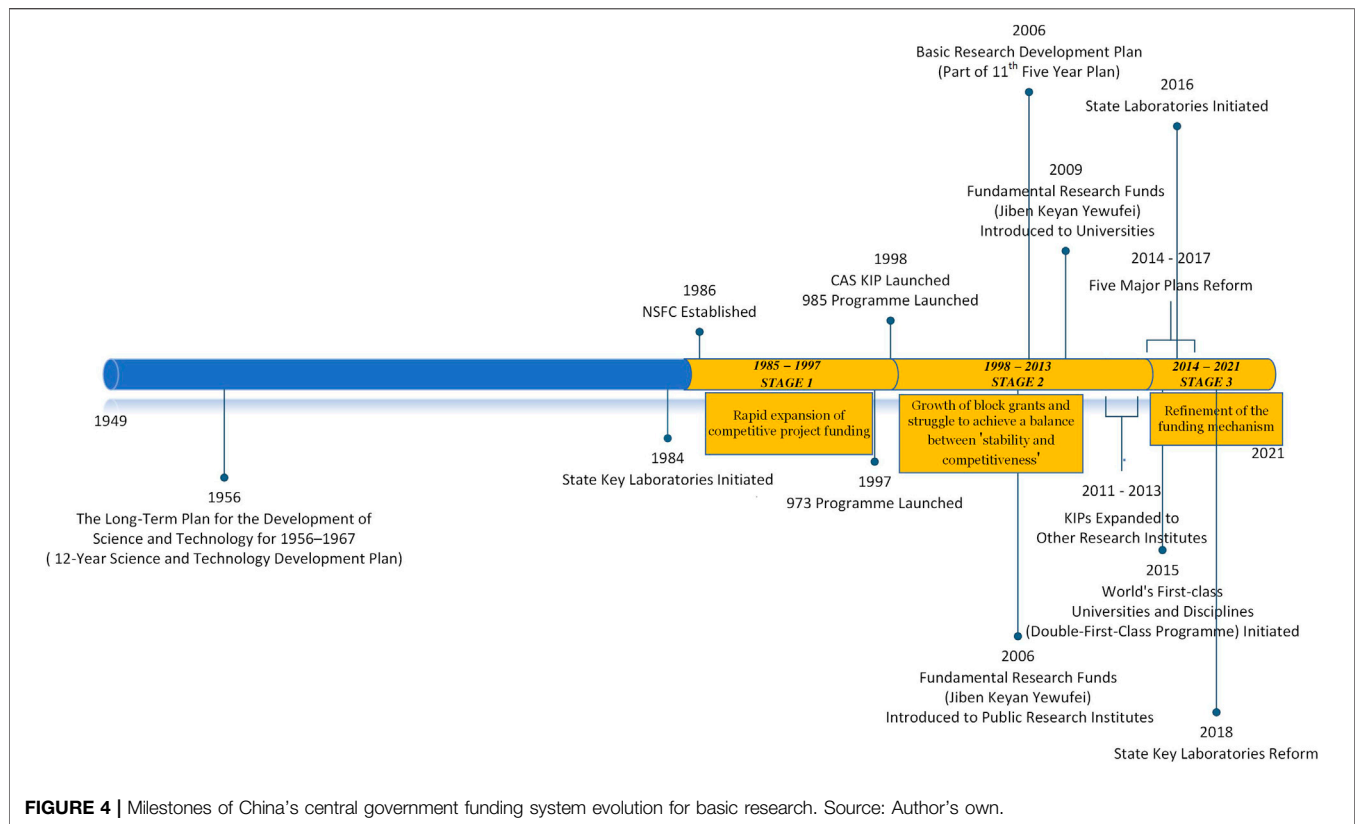 2006
Basic Research Development Plan
(Part of 11th Five Year Plan)
2016
State Laboratories Initiated
2009
Fundamental Research Funds
(Jiben Keyan Yewufei)
Introduced to Universities
2014 - 2017
Five Major Plans Reform
1998
CAS KIP Launched
985 Programme Launched
1986
NSFC Established
1985 – 1997
STAGE 1
1998 – 2013
STAGE 2
2014 – 2021
STAGE 3
1949
Rapid expansion of
competitive project funding
Growth of block grants and
struggle to achieve a balance
between 'stability and
competitiveness'
Refinement of the
funding mechanism
2021
1984
State Key Laboratories Initiated
1997
973 Programme Launched
2011 - 2013
KIPs Expanded to
Other Research Institutes
1956
The Long-Term Plan for the Development of
Science and Technology for 1956–1967
( 12-Year Science and Technology Development Plan)
2015
World's First-class
Universities and Disciplines
(Double-First-Class Programme) Initiated
2006
Fundamental Research Funds
(Jiben Keyan Yewufei)
Introduced to Public Research Institutes
2018
State Key Laboratories Reform
FIGURE 4 | Milestones of China's central government funding system evolution for basic research. Source: Author's own.